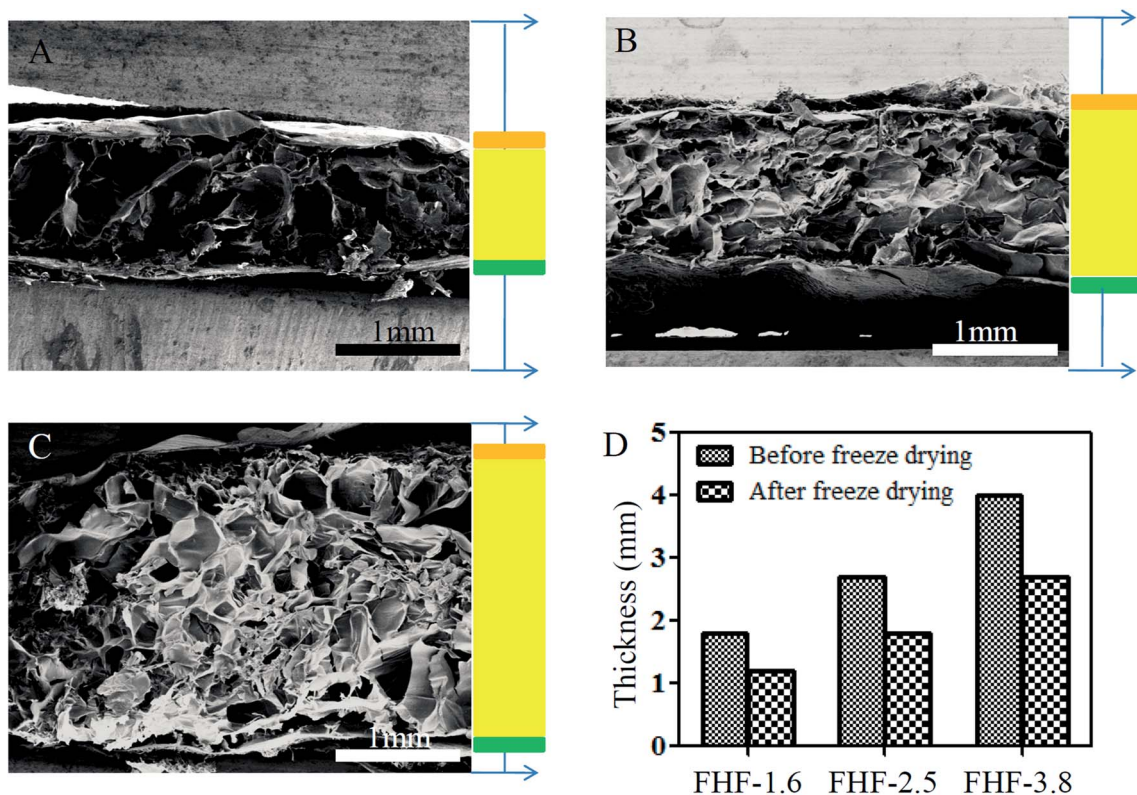 A
1mm
B
1mm
C
1mm
D
5
4
3
2
1
0
Thickness (mm)
Before freeze drying
After freeze drying
FHF-1.6 FHF-2.5 FHF-3.8